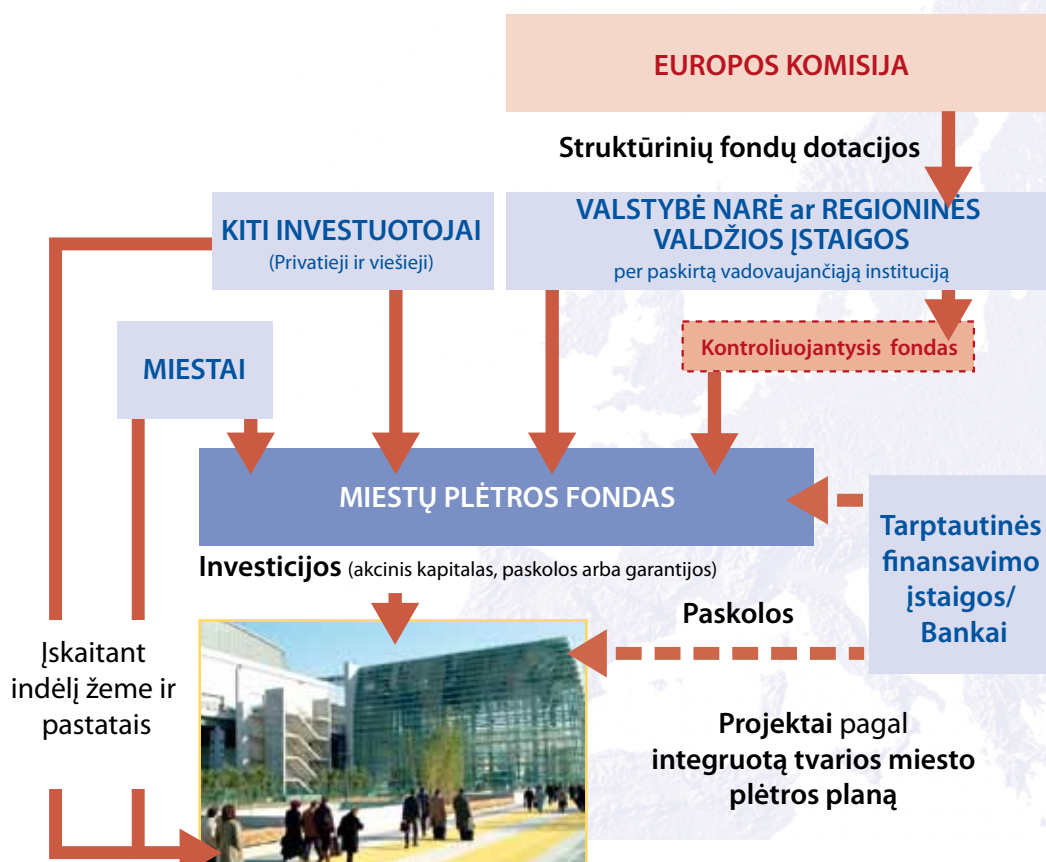 EUROPOS KOMISIJA
Struktūrinių fondų dotacijos
KITI INVESTUOTOJAI
(Privatieji ir viešieji)
VALSTYBĖ NARĖ ar REGIONINĖS
VALDŽIOS ĮSTAIGOS
per paskirtą vadovaujančiąją instituciją
MIESTAI
Kontroliuojantysis fondas
MIESTŲ PLĖTROS FONDAS
Tarptautinės
finansavimo
įstaigos/
Bankai
Investicijos (akcinis kapitalas, paskolos arba garantijos)
Paskolos
Įskaitant
indėlį žeme ir
pastatais
Projektai pagal
integruotą tvarios miesto
plėtros planą